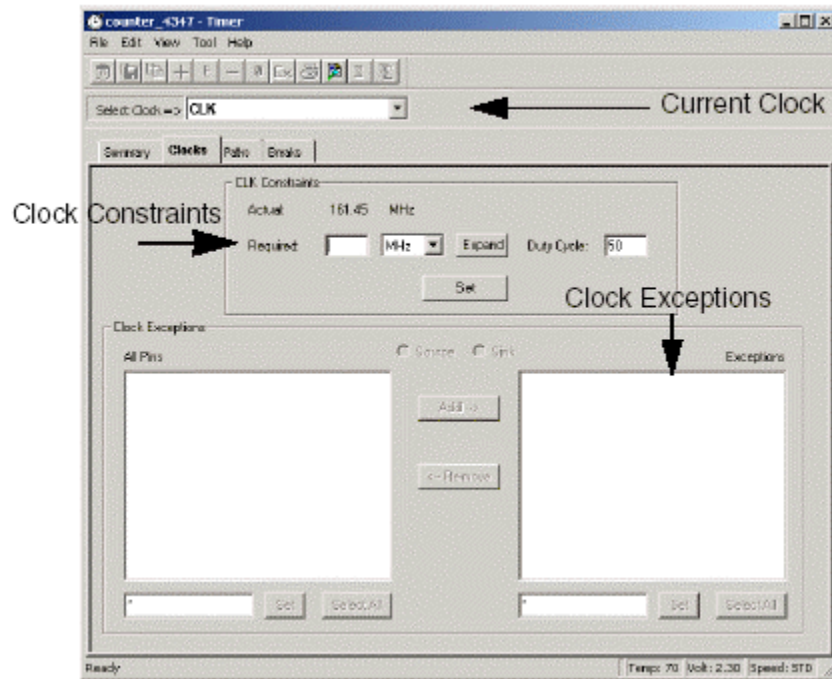 counter_4347 - Timer
File Edit View Tool Help
Select Clock => CLK
Current Clock
Summary Clocks Paths Breaks
CLK Constraints
Actual: 161.45 MHz
Clock Constraints
Required: MHz Expand Duty Cycle: 50
Set
Clock Exceptions
Clock Exceptions
All Pins Source Sink Exceptions
Add ->
<- Remove
* Set Select All * Set Select All
Ready Temp: 70 Volt: 2.30 Speed: STD